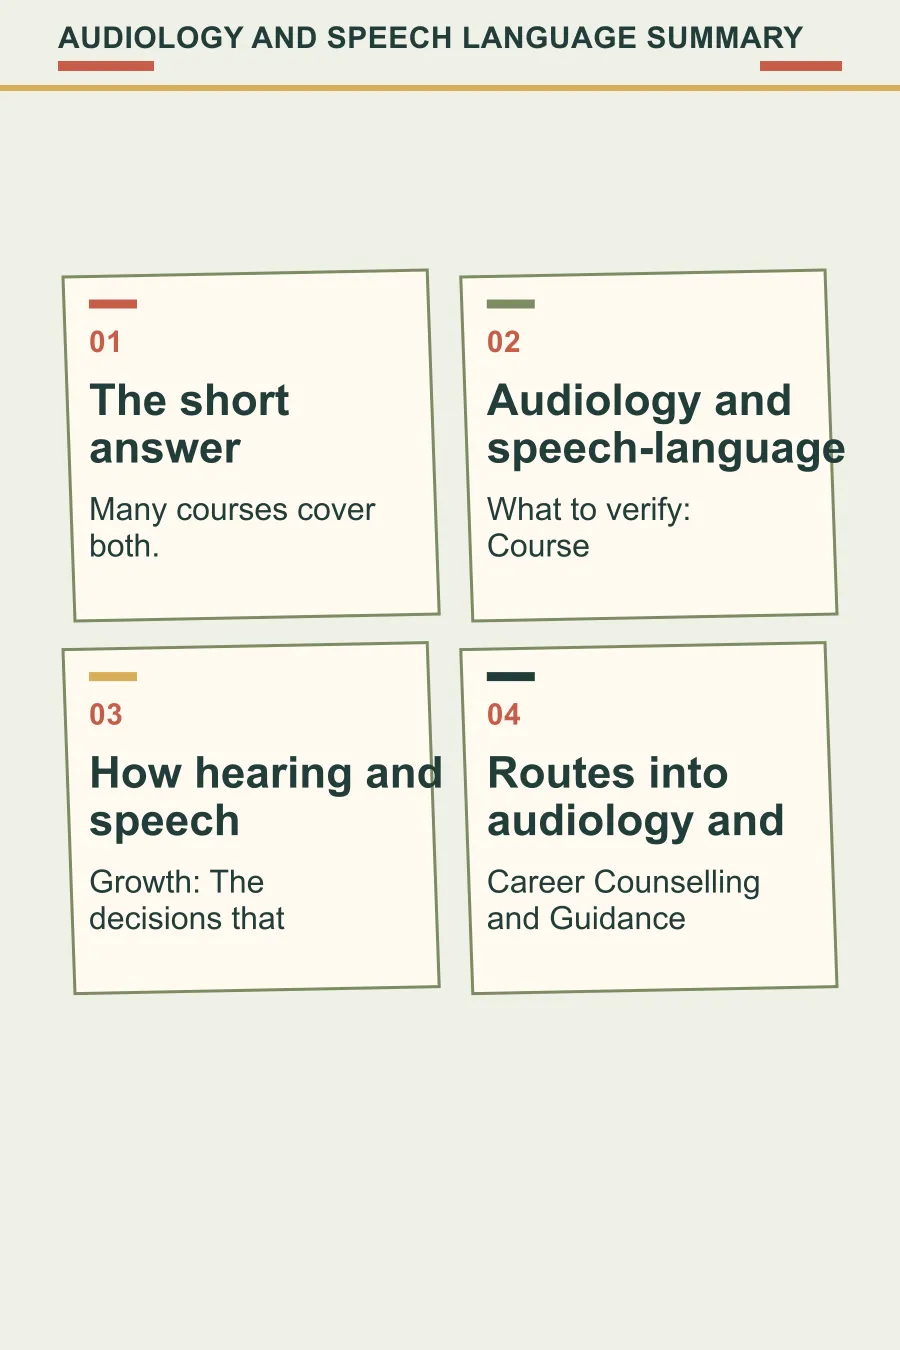 AUDIOLOGY AND SPEECH LANGUAGE SUMMARY
01
The short
answer
Many courses cover
both.
02
Audiology and
speech-language
What to verify:
Course
03
How hearing and
speech
Growth: The
decisions that
04
Routes into
audiology and
Career Counselling
and Guidance